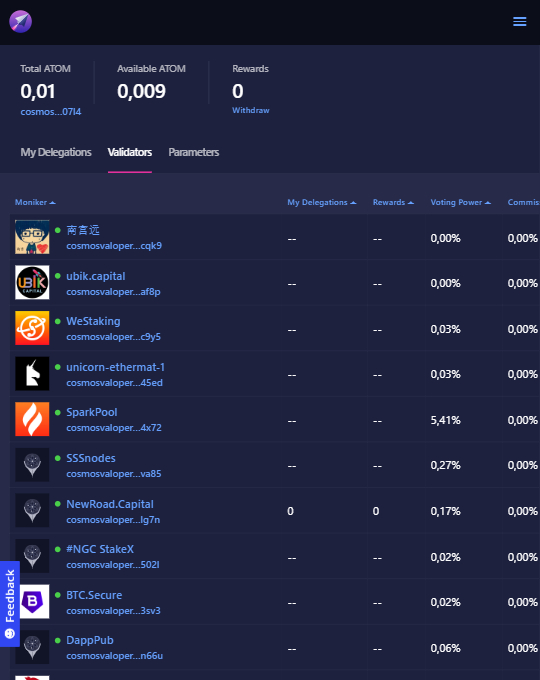 Total ATOM
Available ATOM
Rewards
0,01
0,009
0
cosmos...07l4
Withdraw
My Delegations
Validators
Parameters
Moniker
My Delegations
Rewards
Voting Power
Commis
南宫远
cosmosvaloper...cqk9
--
--
0,00%
0,00%
UBIK
CAPITAL
ubik.capital
cosmosvaloper...af8p
--
--
0,00%
0,00%
WeStaking
cosmosvaloper...c9y5
--
--
0,03%
0,00%
unicorn-ethermat-1
cosmosvaloper...45ed
--
--
0,03%
0,00%
SparkPool
cosmosvaloper...4x72
--
--
5,41%
0,00%
SSSnodes
cosmosvaloper...va85
--
--
0,27%
0,00%
NewRoad.Capital
cosmosvaloper...lg7n
0
0
0,17%
0,00%
#NGC StakeX
cosmosvaloper...502l
--
--
0,02%
0,00%
Feedback
B
BTC.Secure
cosmosvaloper...3sv3
--
--
0,02%
0,00%
DappPub
cosmosvaloper...n66u
--
--
0,06%
0,00%